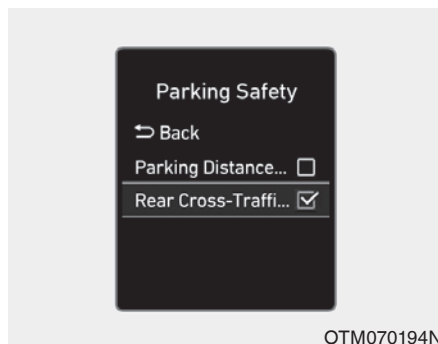 Parking Safety
Back
Parking Distance...
Rear Cross-Traffi...
OTM070194N